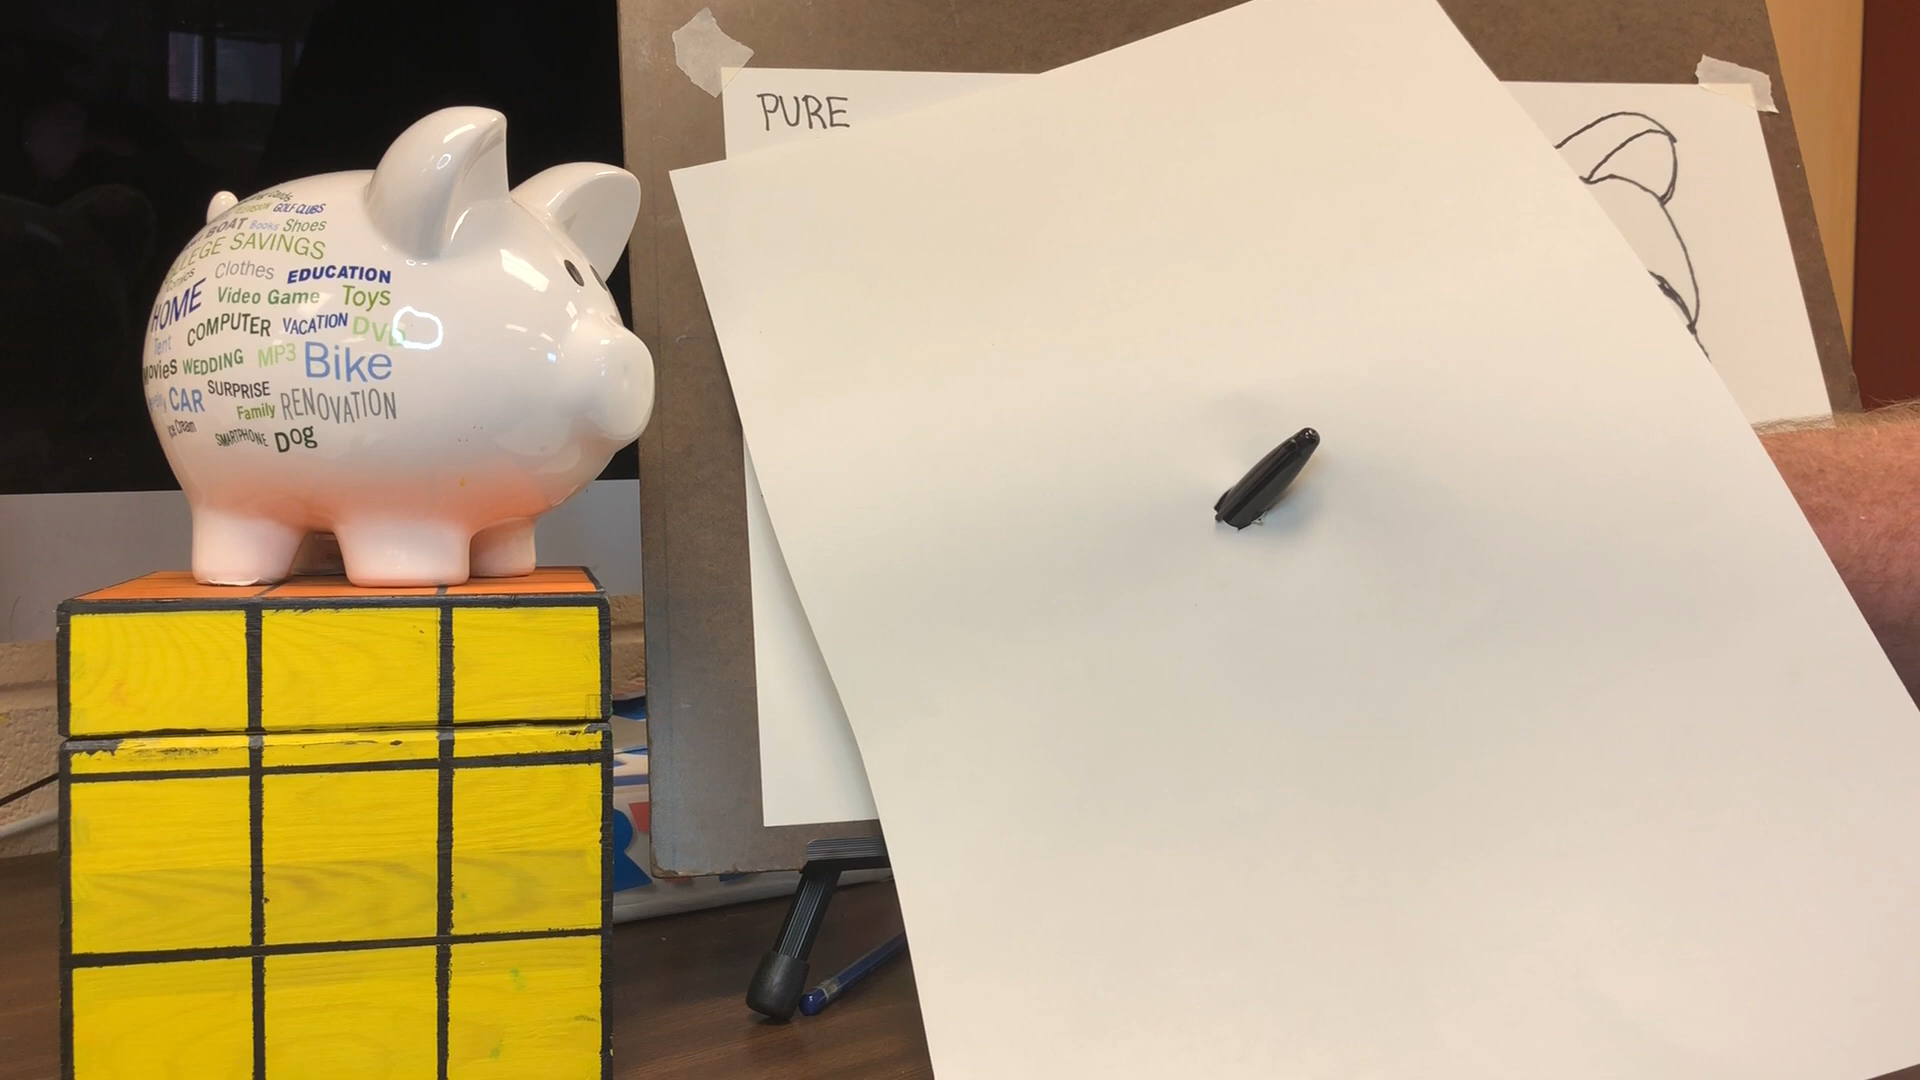 GOLF CLUBS
BOAT Books Shoes
SAVINGS
Clothes EDUCATION
HOME Video Game Toys
COMPUTER VACATION DVD
Tent
Movies WEDDING MP3 Bike
CAR SURPRISE
Family RENOVATION
Ice Cream
SMARTPHONE Dog
PURE